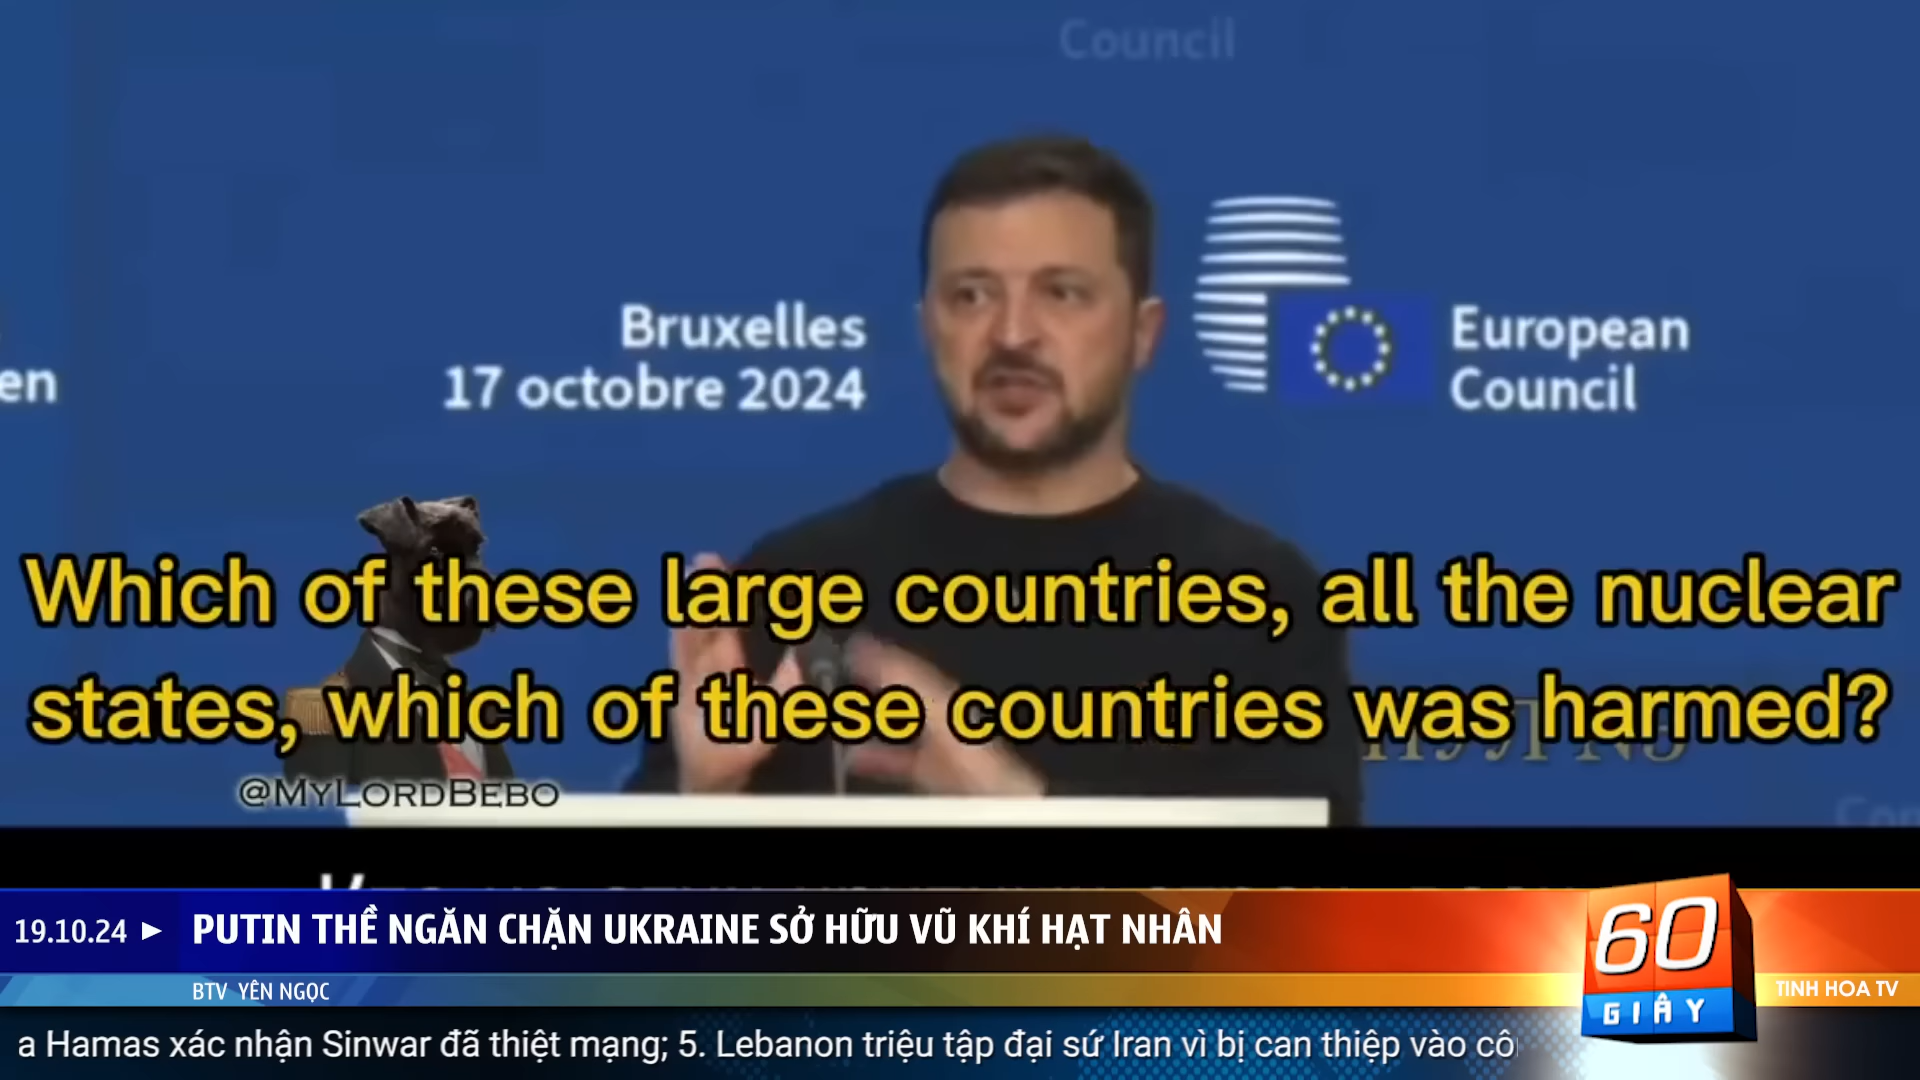 Council
Bruxelles
17 octobre 2024
European
Council
en
Which of these large countries, all the nuclear
states, which of these countries was harmed?
@MyLordBebo
19.10.24
PUTIN THỀ NGĂN CHẶN UKRAINE SỞ HỮU VŨ KHÍ HẠT NHÂN
60
GIÂY
BTV YÊN NGỌC
TINH HOA TV
a Hamas xác nhận Sinwar đã thiệt mạng; 5. Lebanon triệu tập đại sứ Iran vì bị can thiệp vào cô